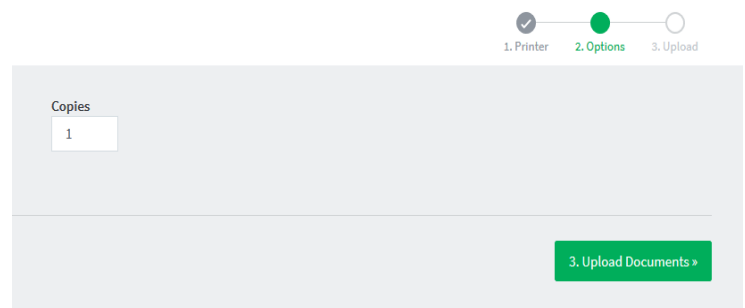 1. Printer 2. Options 3. Upload
Copies
1
3. Upload Documents »